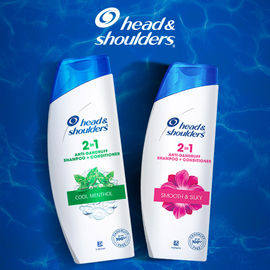 head &
shoulders®
head &
shoulders
2in1
ANTI-DANDRUFF
SHAMPOO + CONDITIONER
COOL MENTHOL
head &
shoulders
2in1
ANTI-DANDRUFF
SHAMPOO + CONDITIONER
SMOOTH & SILKY